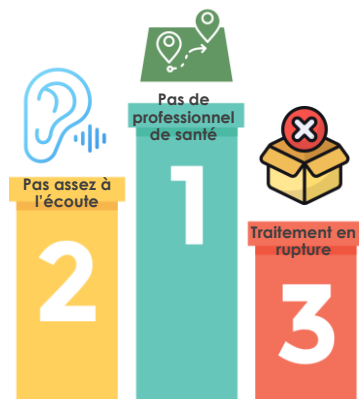 Pas de
professionnel
de santé
1
Pas assez à
l'écoute
2
Traitement en
rupture
3